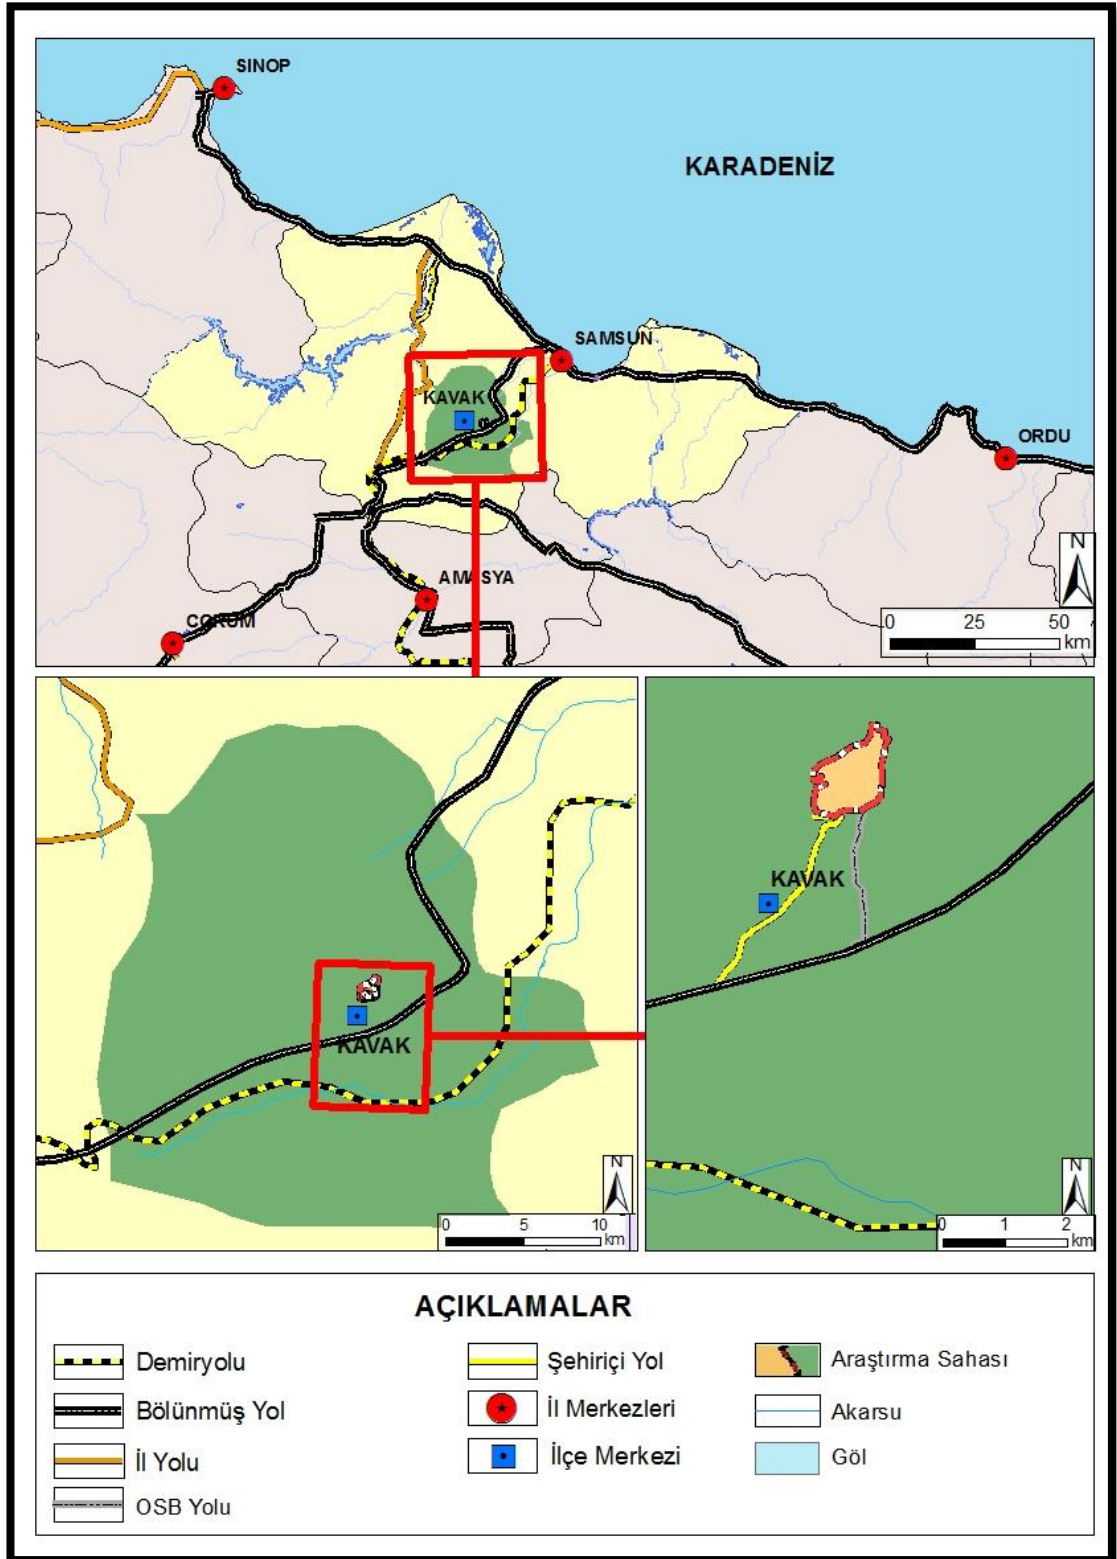 SINOP
KARADENİZ
SAMSUN
KAVAK
ORDU
N
AMASYA
ÇORUM
0 25 50
km
KAVAK
KAVAK
N
0 5 10
km
N
0 1 2
km
AÇIKLAMALAR
Demiryolu
Şehiriçi Yol
Araştırma Sahası
Bölünmüş Yol
İl Merkezleri
Akarsu
İl Yolu
İlçe Merkezi
Göl
OSB Yolu